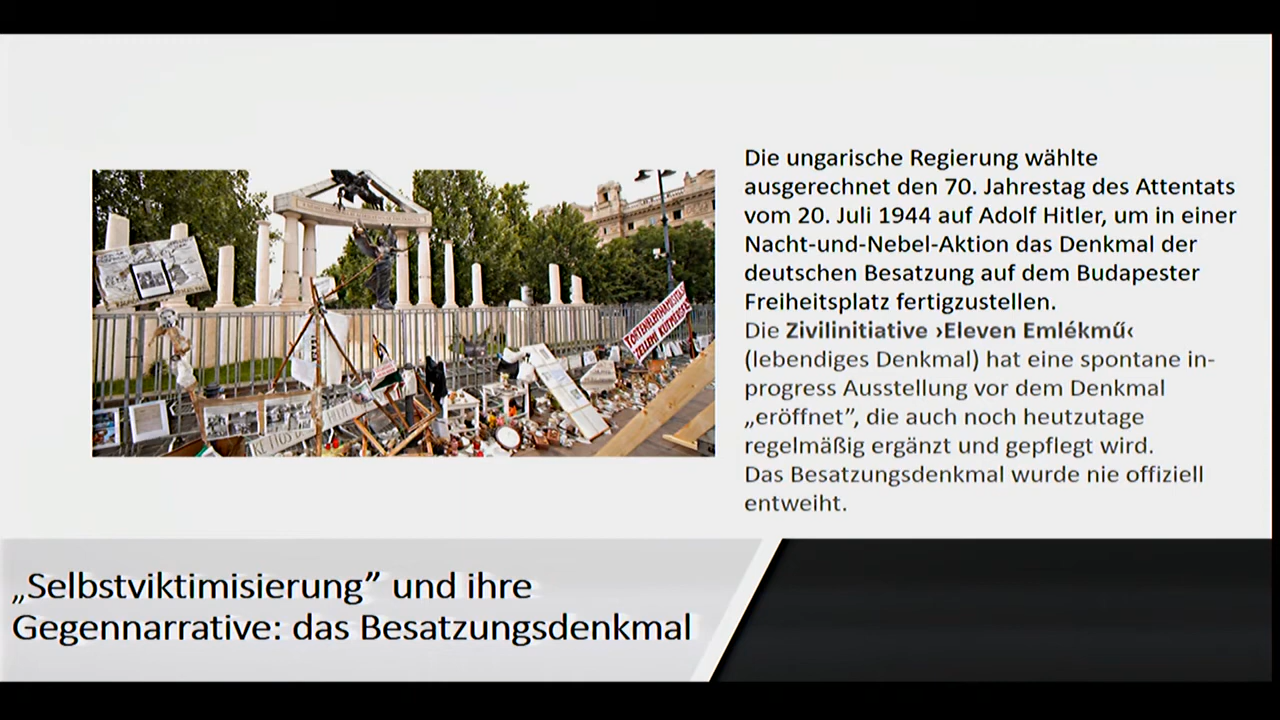 Die ungarische Regierung wählte
ausgerechnet den 70. Jahrestag des Attentats
vom 20. Juli 1944 auf Adolf Hitler, um in einer
Nacht-und-Nebel-Aktion das Denkmal der
deutschen Besatzung auf dem Budapester
Freiheitsplatz fertigzustellen.
Die Zivilinitiative ›Eleven Emlékmű‹
(lebendiges Denkmal) hat eine spontane in-
progress Ausstellung vor dem Denkmal
„eröffnet”, die auch noch heutzutage
regelmäßig ergänzt und gepflegt wird.
Das Besatzungsdenkmal wurde nie offiziell
entweiht.
„Selbstviktimisierung” und ihre
Gegennarrative: das Besatzungsdenkmal